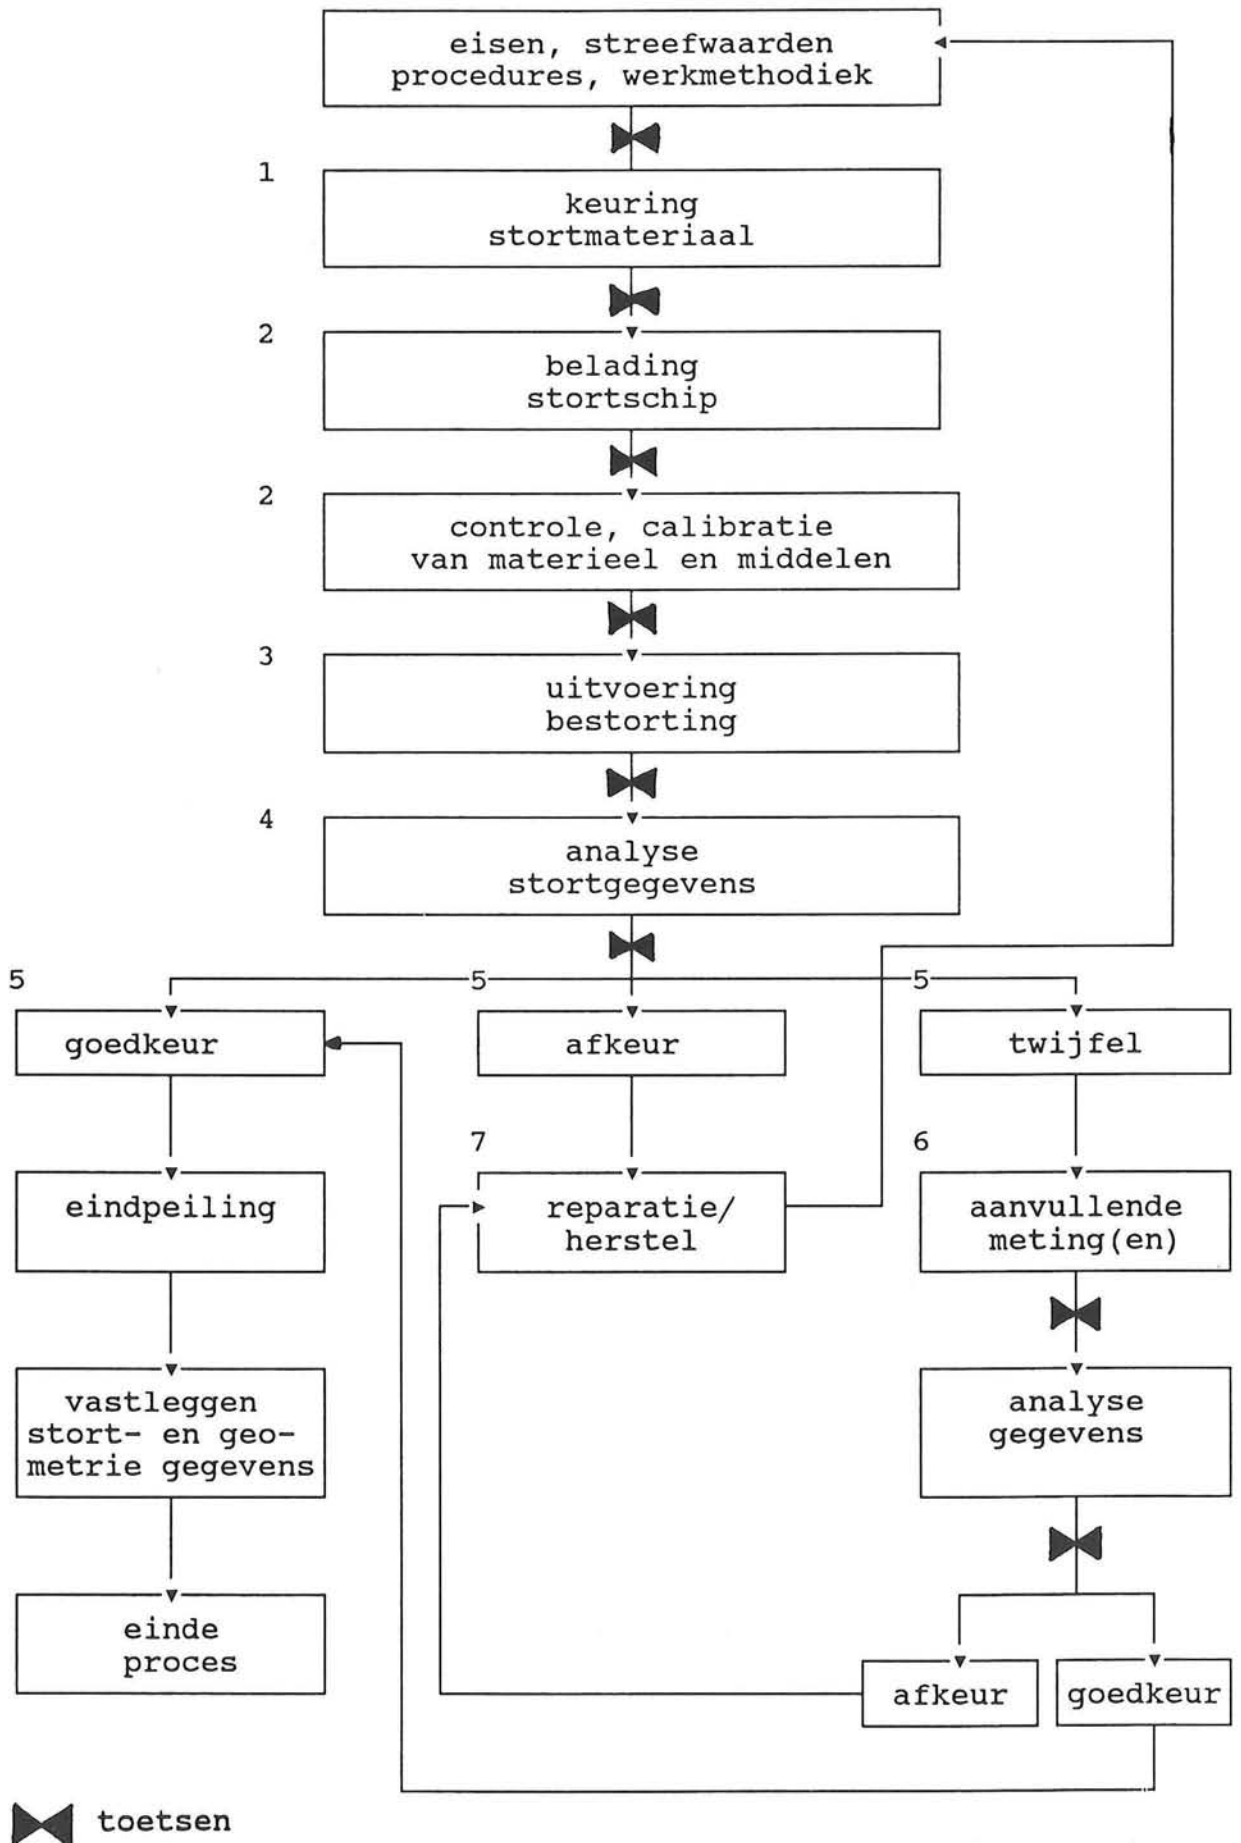 eisen, streefwaarden
procedures, werkmethodiek
1
keuring
stortmateriaal
2
belading
stortschip
2
controle, calibratie
van materieel en middelen
3
uitvoering
bestorting
4
analyse
stortgegevens
5
5
5
goedkeur
afkeur
twijfel
7
6
eindpeiling
reparatie/
herstel
aanvullende
meting(en)
vastleggen
stort- en geo-
metrie gegevens
analyse
gegevens
einde
proces
afkeur
goedkeur
toetsen